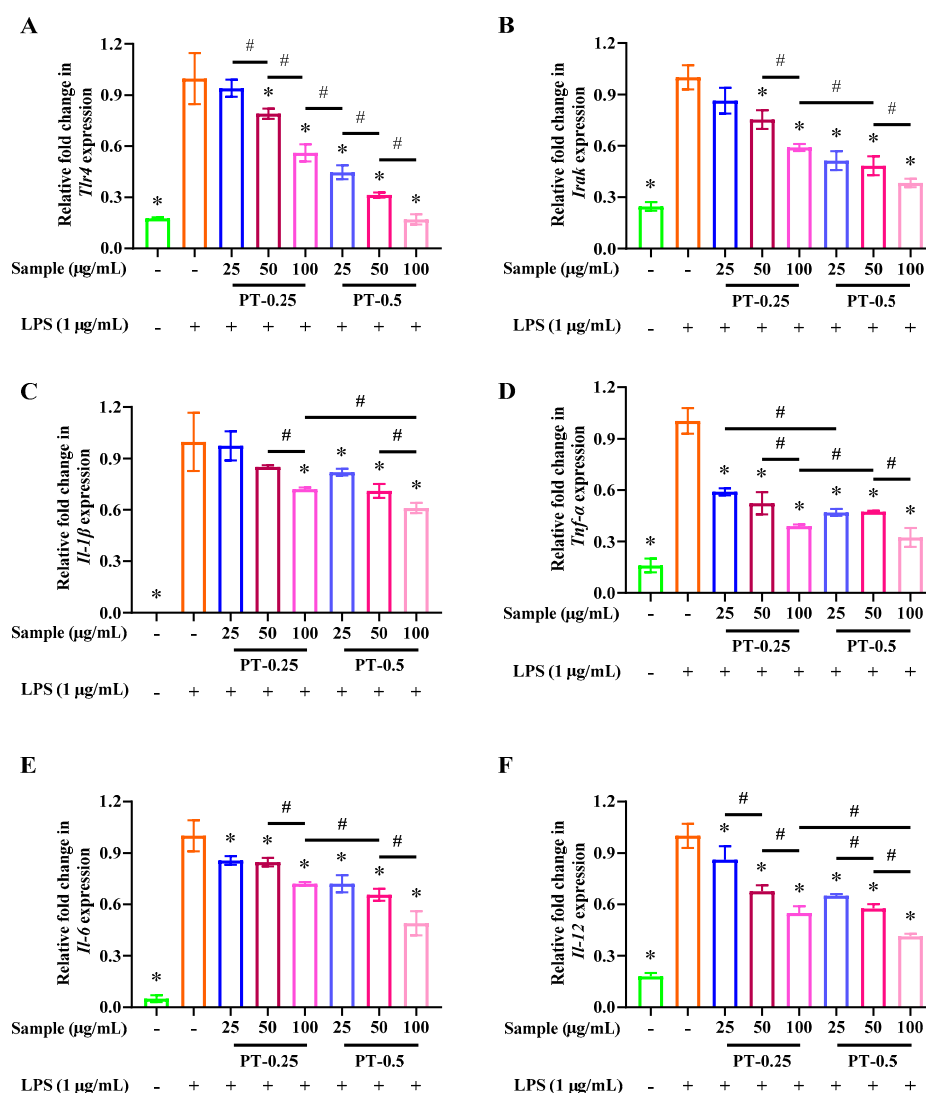 A
Relative fold change in
Tlr4 expression
1.2
0.9
0.6
0.3
0.0
* # * # * # * # * # *
Sample (µg/mL) - - 25 50 100 25 50 100
PT-0.25 PT-0.5
LPS (1 µg/mL) - + + + + + + +
B
Relative fold change in
Irak expression
1.2
0.9
0.6
0.3
0.0
* * # * # * * # *
Sample (µg/mL) - - 25 50 100 25 50 100
PT-0.25 PT-0.5
LPS (1 µg/mL) - + + + + + + +
C
Relative fold change in
Il-1β expression
1.2
0.9
0.6
0.3
0.0
* # * # * * # *
Sample (µg/mL) - - 25 50 100 25 50 100
PT-0.25 PT-0.5
LPS (1 µg/mL) - + + + + + + +
D
Relative fold change in
Tnf-α expression
1.2
0.9
0.6
0.3
0.0
* * * # # * * # * # *
Sample (µg/mL) - - 25 50 100 25 50 100
PT-0.25 PT-0.5
LPS (1 µg/mL) - + + + + + + +
E
Relative fold change in
Il-6 expression
1.2
0.9
0.6
0.3
0.0
* * * # * # * * # *
Sample (µg/mL) - - 25 50 100 25 50 100
PT-0.25 PT-0.5
LPS (1 µg/mL) - + + + + + + +
F
Relative fold change in
Il-12 expression
1.2
0.9
0.6
0.3
0.0
* * # * # * * # # * # *
Sample (µg/mL) - - 25 50 100 25 50 100
PT-0.25 PT-0.5
LPS (1 µg/mL) - + + + + + + +